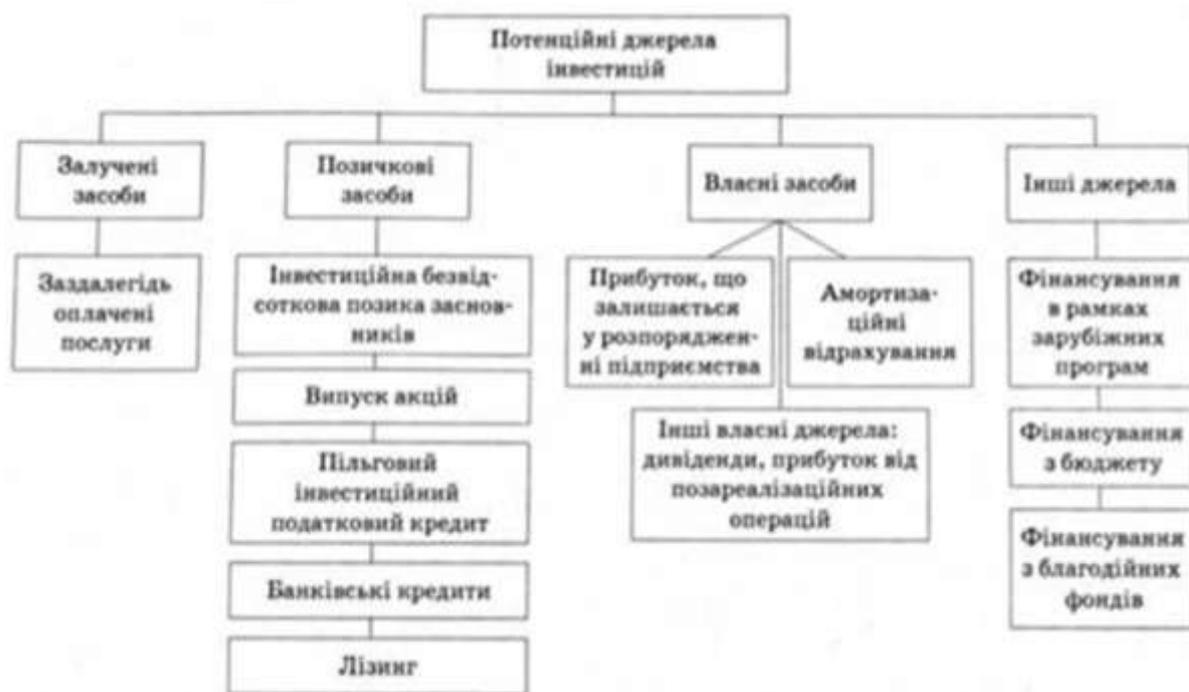 Потенційні джерела
інвестицій
Залучені
засоби
Позичкові
засоби
Власні засоби
Інші джерела
Заздалегідь
оплачені
послуги
Інвестиційна безвід-
соткова позика заснов-
ників
Випуск акцій
Пільговий
інвестиційний
податковий кредит
Банківські кредити
Лізинг
Прибуток, що
залишається
у розпоряджен-
ні підприємства
Амортиза-
ційні
відрахування
Інші власні джерела:
дивіденди, прибуток від
позареалізаційних
операцій
Фінансування
в рамках
зарубіжних
програм
Фінансування
з бюджету
Фінансування
з благодійних
фондів